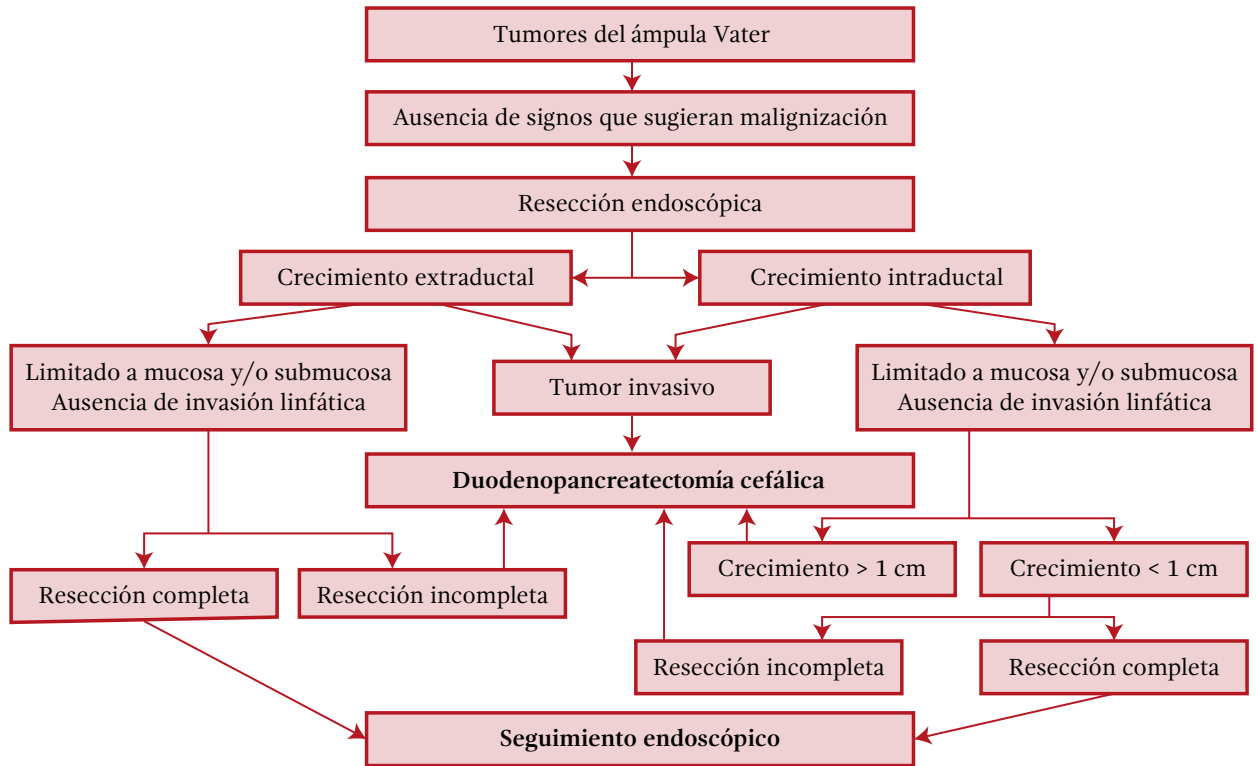 Tumores del ámpula Vater
Ausencia de signos que sugieran malignización
Resección endoscópica
Crecimiento extraductal
Crecimiento intraductal
Limitado a mucosa y/o submucosa
Ausencia de invasión linfática
Tumor invasivo
Limitado a mucosa y/o submucosa
Ausencia de invasión linfática
Duodenopancreatectomía cefálica
Resección completa
Resección incompleta
Crecimiento > 1 cm
Crecimiento < 1 cm
Resección incompleta
Resección completa
Seguimiento endoscópico